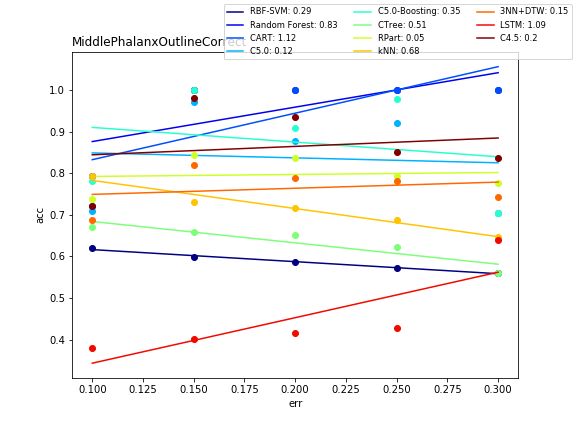 RBF-SVM: 0.29
Random Forest: 0.83
CART: 1.12
C5.0: 0.12
C5.0-Boosting: 0.35
CTree: 0.51
RPart: 0.05
kNN: 0.68
3NN+DTW: 0.15
LSTM: 1.09
C4.5: 0.2
MiddlePhalanxOutlineCorrect
1.0
0.9
0.8
0.7
0.6
0.5
0.4
acc
0.100 0.125 0.150 0.175 0.200 0.225 0.250 0.275 0.300
err